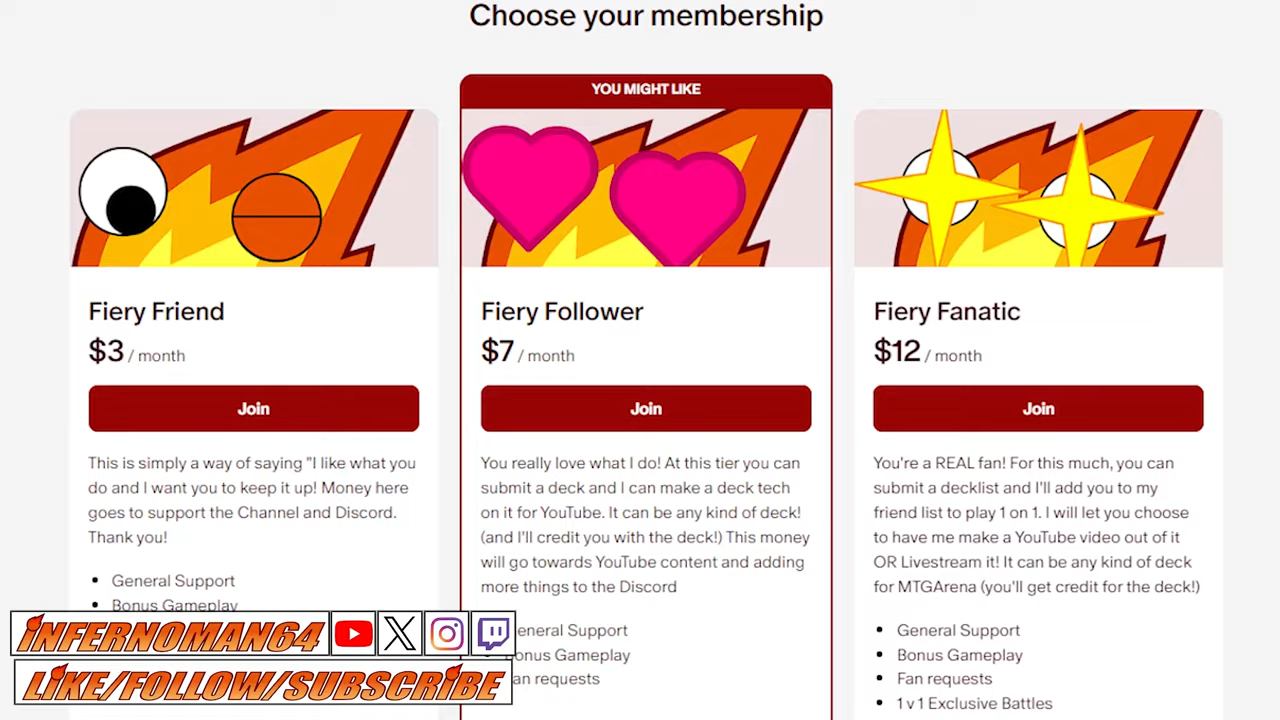 Choose your membership
YOU MIGHT LIKE
Fiery Friend
$3 / month
Join
This is simply a way of saying "I like what you
do and I want you to keep it up! Money here
goes to support the Channel and Discord.
Thank you!
• General Support
• Bonus Gameplay
Fiery Follower
$7 / month
Join
You really love what I do! At this tier you can
submit a deck and I can make a deck tech
on it for YouTube. It can be any kind of deck!
(and I'll credit you with the deck!) This money
will go towards YouTube content and adding
more things to the Discord
eneral Support
onus Gameplay
an requests
Fiery Fanatic
$12 / month
Join
You're a REAL fan! For this much, you can
submit a decklist and I'll add you to my
friend list to play 1 on 1. I will let you choose
to have me make a YouTube video out of it
OR Livestream it! It can be any kind of deck
for MTGArena (you'll get credit for the deck!)
• General Support
• Bonus Gameplay
• Fan requests
• 1 v 1 Exclusive Battles
INFERNOMAN64
LIKE/FOLLOW/SUBSCRIBE